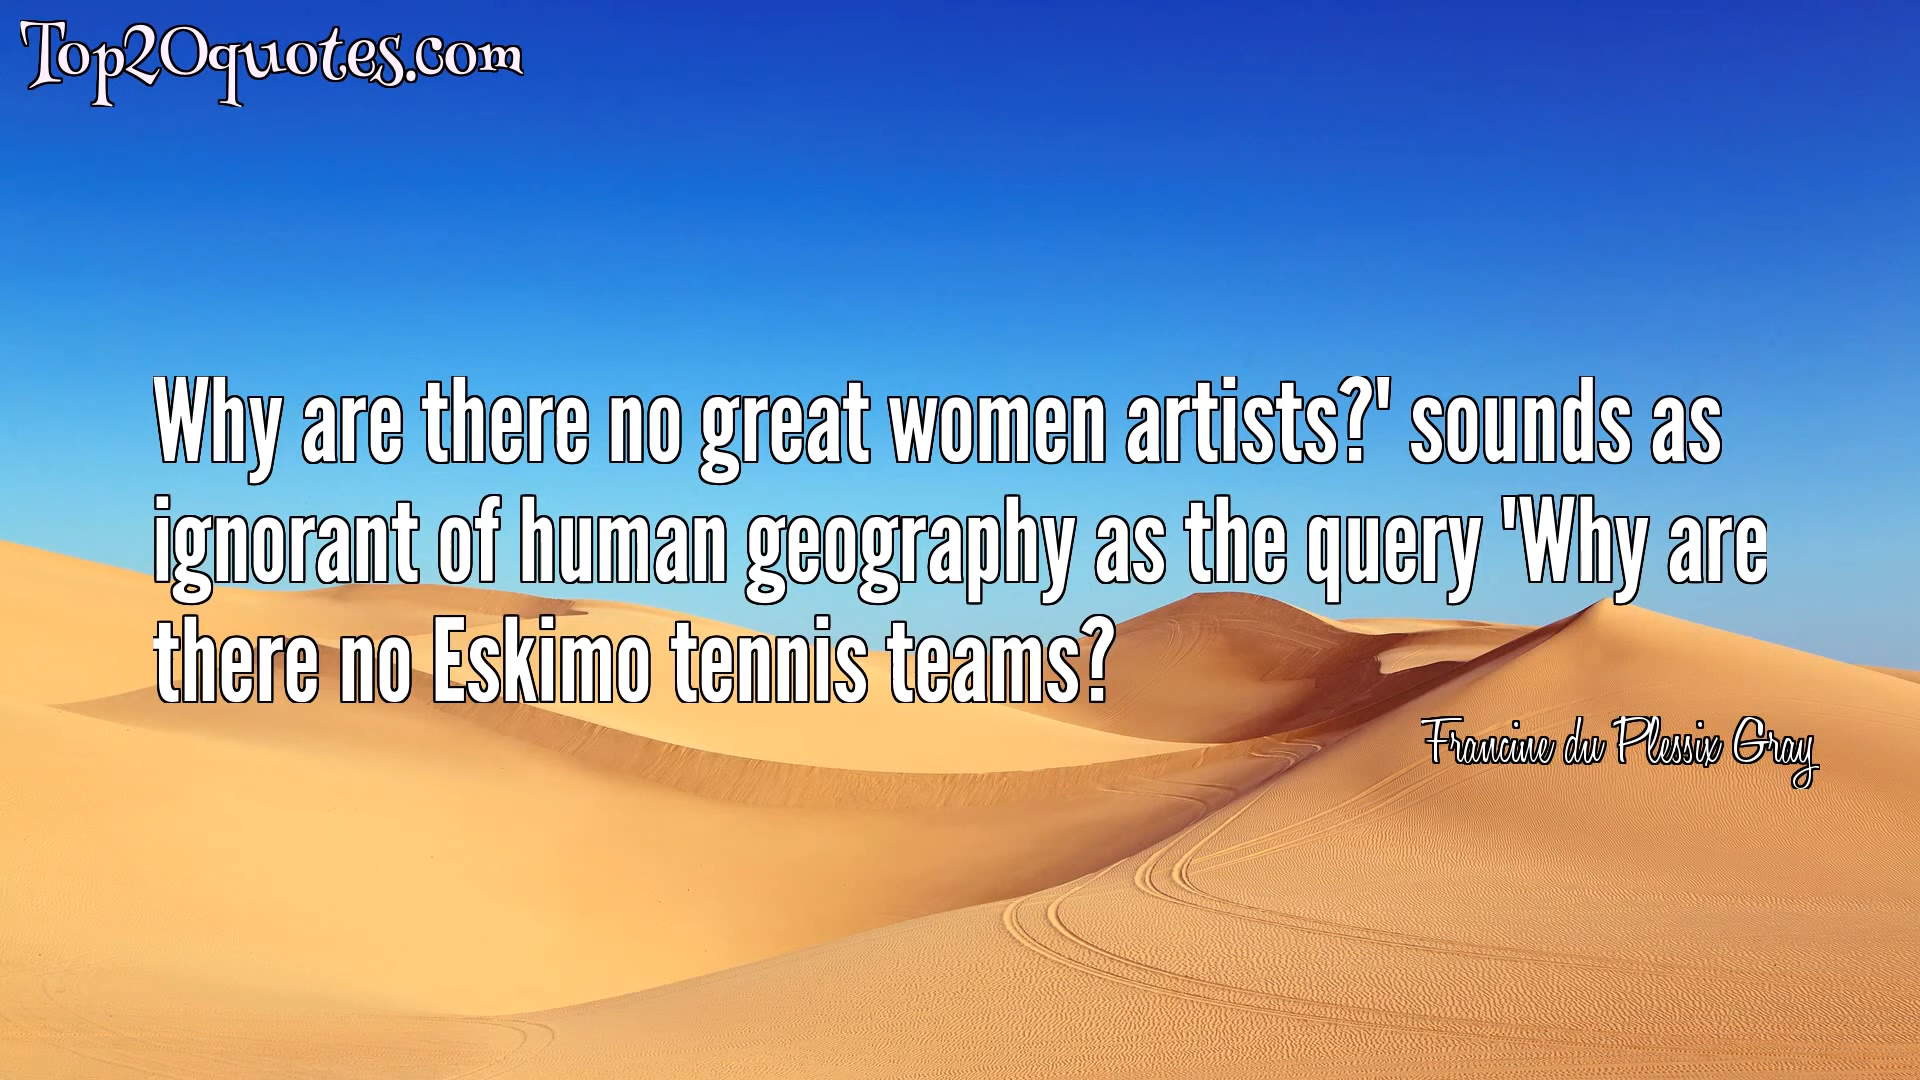 Top20quotes.com
Why are there no great women artists?' sounds as
ignorant of human geography as the query 'Why are
there no Eskimo tennis teams?
Francine du Plessix Gray